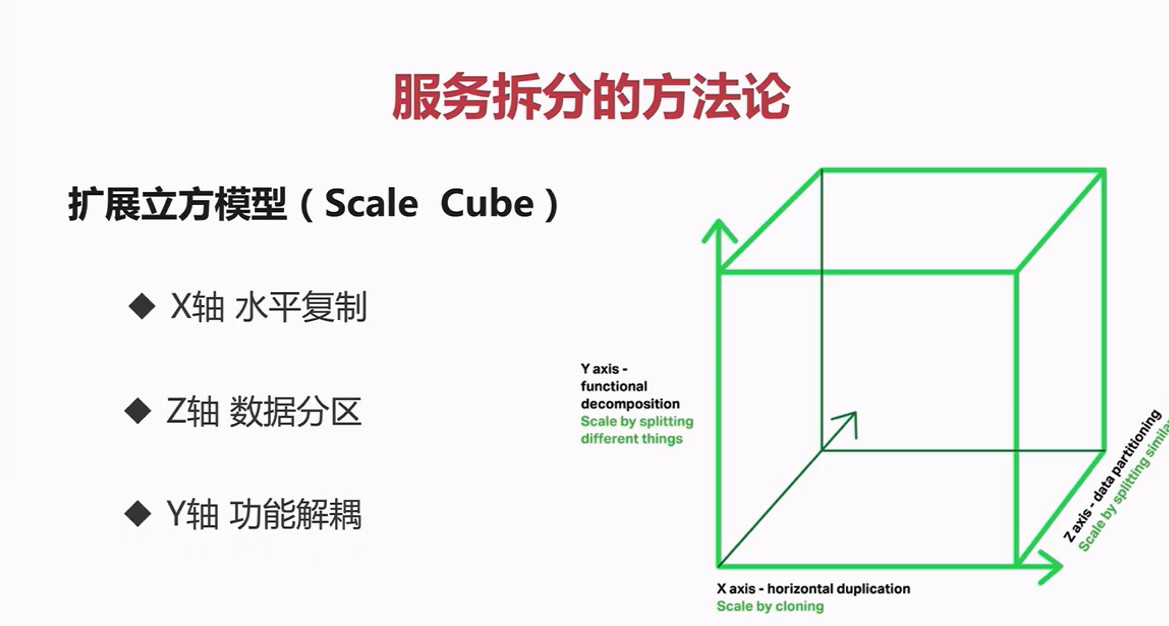 服务拆分的方法论
扩展立方模型（Scale Cube）
◆ X轴 水平复制
◆ Z轴 数据分区
◆ Y轴 功能解耦
Y axis -
functional
decomposition
Scale by splitting
different things
Z axis - data partitioning
Scale by splitting
X axis - horizontal duplication
Scale by cloning